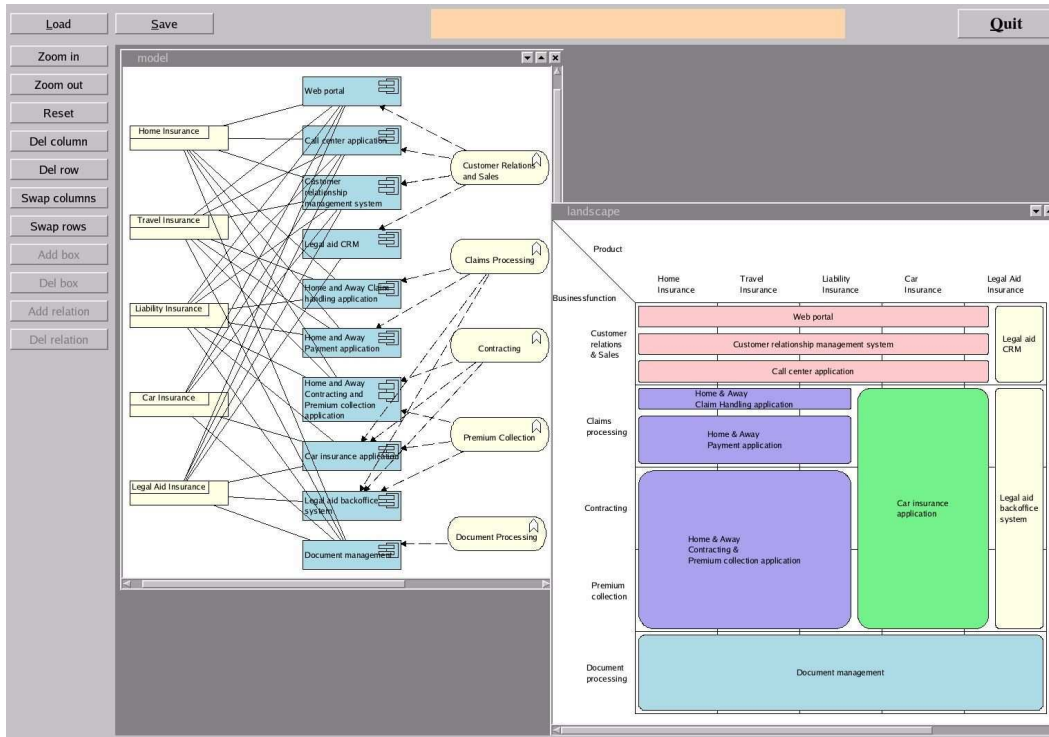 Load
Save
Quit
Zoom in
Zoom out
Reset
Del column
Del row
Swap columns
Swap rows
Add box
Del box
Add relation
Del relation
model
Web portal
Home Insurance
Call center application
Customer Relations
and Sales
Customer
relationship
management system
Travel Insurance
Legal aid CRM
Claims Processing
Home and Away Claim
handling application
Liability Insurance
Home and Away
Payment application
Contracting
Home and Away
Contracting and
Premium collection
application
Car Insurance
Premium Collection
Car insurance application
Legal Aid Insurance
Legal aid backoffice
system
Document Processing
Document management
landscape
Product
Businessfunction
Home
Insurance
Travel
Insurance
Liability
Insurance
Car
Insurance
Legal Aid
Insurance
Customer
relations
& Sales
Web portal
Customer relationship management system
Call center application
Legal aid
CRM
Claims
processing
Home & Away
Claim Handling application
Home & Away
Payment application
Contracting
Car insurance
application
Legal aid
backoffice
system
Home & Away
Contracting &
Premium collection application
Premium
collection
Document
processing
Document management